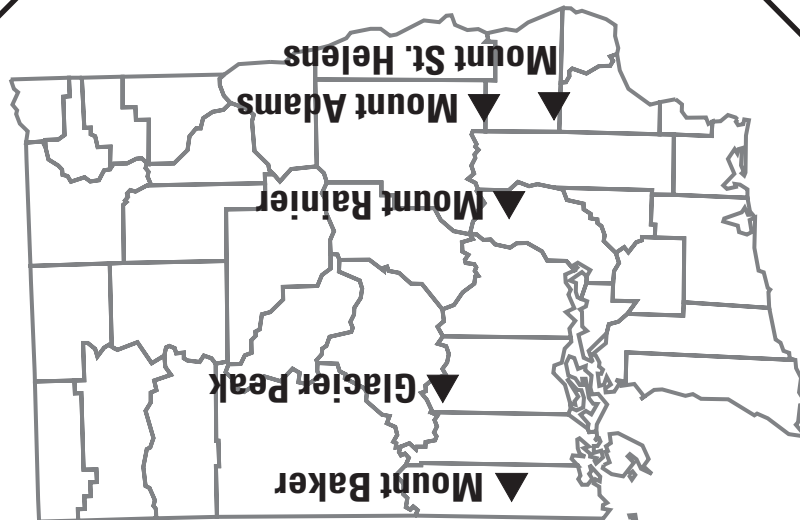 Mount Baker
Glacier Peak
Mount Rainier
Mount Adams
Mount St. Helens